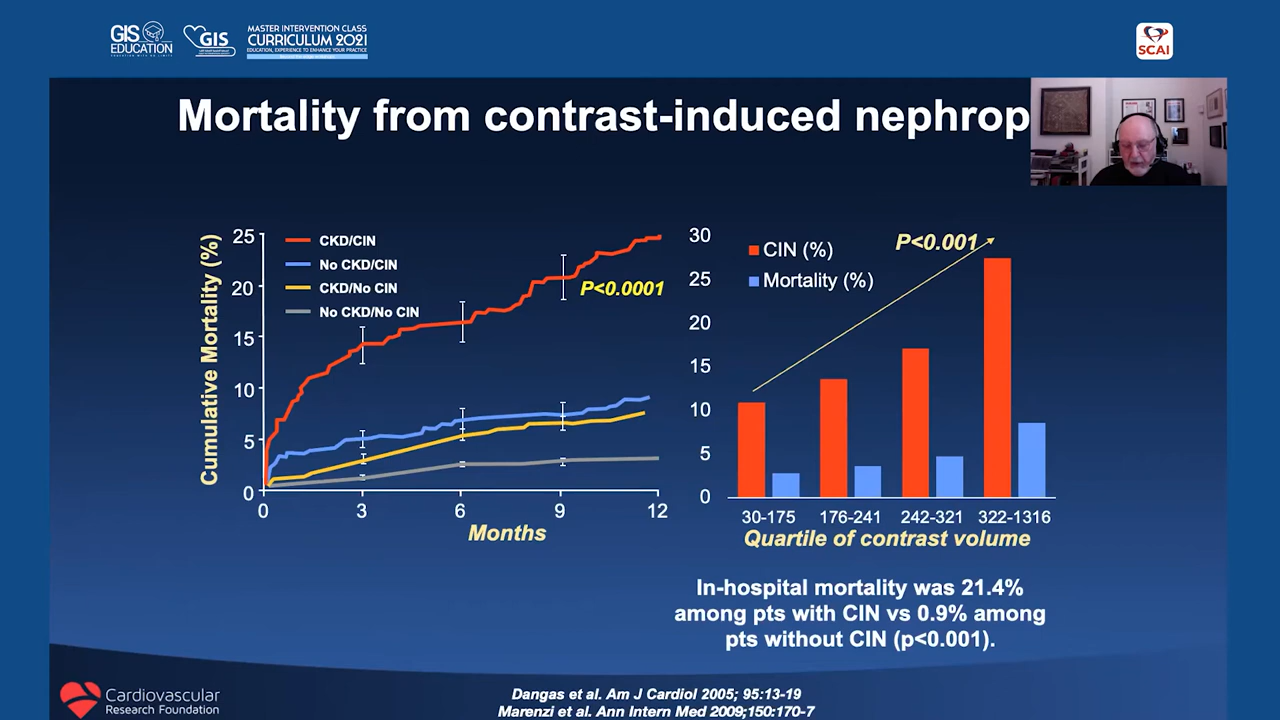 GIS
EDUCATION
GIS
MASTER INTERVENTION CLASS
CURRICULUM 2021
EDUCATION, EXPERIENCE TO ENHANCE YOUR PRACTICE
SCAI
Mortality from contrast-induced nephrop
Cumulative Mortality (%)
25
20
15
10
5
0
CKD/CIN
No CKD/CIN
CKD/No CIN
No CKD/No CIN
P<0.0001
0 3 6 9 12
Months
30
25
20
15
10
5
0
CIN (%)
Mortality (%)
P<0.001
30-175 176-241 242-321 322-1316
Quartile of contrast volume
In-hospital mortality was 21.4%
among pts with CIN vs 0.9% among
pts without CIN (p<0.001).
Cardiovascular
Research Foundation
Dangas et al. Am J Cardiol 2005; 95:13-19
Marenzi et al. Ann Intern Med 2009;150:170-7